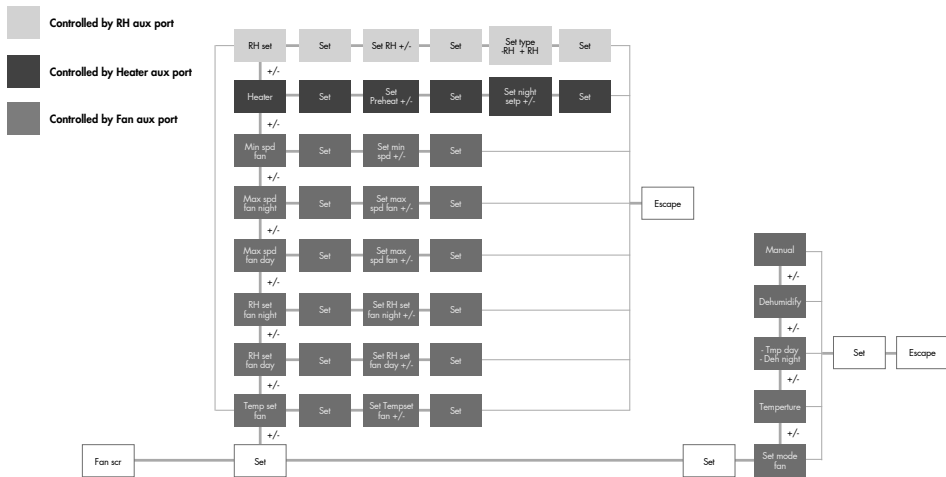 Controlled by RH aux port
Controlled by Heater aux port
Controlled by Fan aux port
RH set
Set
Set RH +/-
Set
Set type
-RH + RH
Set
+/-
Heater
Set
Set
Preheat +/-
Set
Set night
setp +/-
Set
+/-
Min spd
fan
Set
Set min
spd +/-
Set
+/-
Max spd
fan night
Set
Set max
spd fan +/-
Set
Escape
+/-
Max spd
fan day
Set
Set max
spd fan +/-
Set
+/-
RH set
fan night
Set
Set RH set
fan night +/-
Set
+/-
RH set
fan day
Set
Set RH set
fan day +/-
Set
+/-
Temp set
fan
Set
Set Tempset
fan +/-
Set
+/-
Fan scr
Set
Set
Manual
+/-
Dehumidify
+/-
- Tmp day
- Deh night
Set
Escape
+/-
Temperture
+/-
Set mode
fan